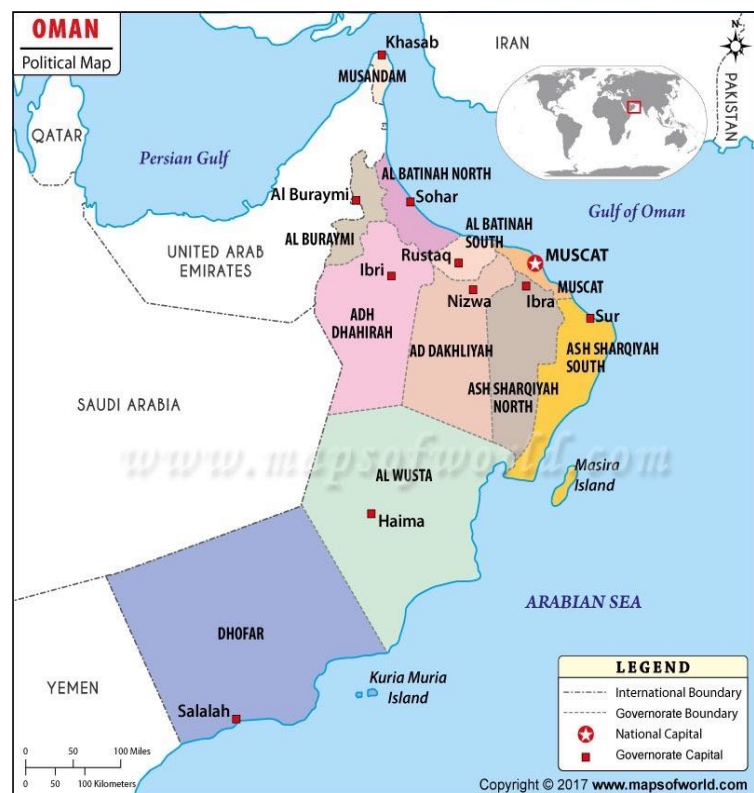 OMAN
Political Map
Khasab
IRAN
N
MUSANDAM
PAKISTAN
QATAR
Persian Gulf
AL BATINAH NORTH
Al Buraymi
Sohar
Gulf of Oman
AL BATINAH
SOUTH
AL BURAYMI
UNITED ARAB
EMIRATES
Rustaq
MUSCAT
Ibri
Nizwa
Ibra
MUSCAT
Sur
ADH
DHAHIRAH
AD DAKHLIYAH
ASH SHARQIYAH
SOUTH
ASH SHARQIYAH
NORTH
SAUDI ARABIA
www.mapsofworld.com
AL WUSTA
Masira
Island
Haima
ARABIAN SEA
DHOFAR
YEMEN
Kuria Muria
Island
Salalah
LEGEND
International Boundary
Governorate Boundary
National Capital
Governorate Capital
0 50 100 Miles
0 50 100 Kilometers
Copyright © 2017 www.mapsofworld.com